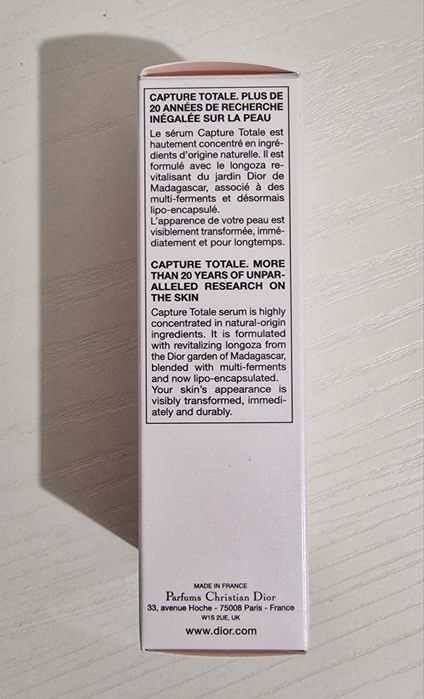 CAPTURE TOTALE. PLUS DE
20 ANNÉES DE RECHERCHE
INÉGALÉE SUR LA PEAU
Le sérum Capture Totale est
hautement concentré en ingré-
dients d'origine naturelle. Il est
formulé avec le longoza re-
vitalisant du jardin Dior de
Madagascar, associé à des
multi-ferments et désormais
lipo-encapsulé.
L'apparence de votre peau est
visiblement transformée, immé-
diatement et pour longtemps.
CAPTURE TOTALE. MORE
THAN 20 YEARS OF UNPAR-
ALLELED RESEARCH ON
THE SKIN
Capture Totale serum is highly
concentrated in natural-origin
ingredients. It is formulated
with revitalizing longoza from
the Dior garden of Madagascar,
blended with multi-ferments
and now lipo-encapsulated.
Your skin's appearance is
visibly transformed, immedi-
ately and durably.
MADE IN FRANCE
Parfums Christian Dior
33, avenue Hoche - 75008 Paris - France
W1S 2UE, UK
www.dior.com